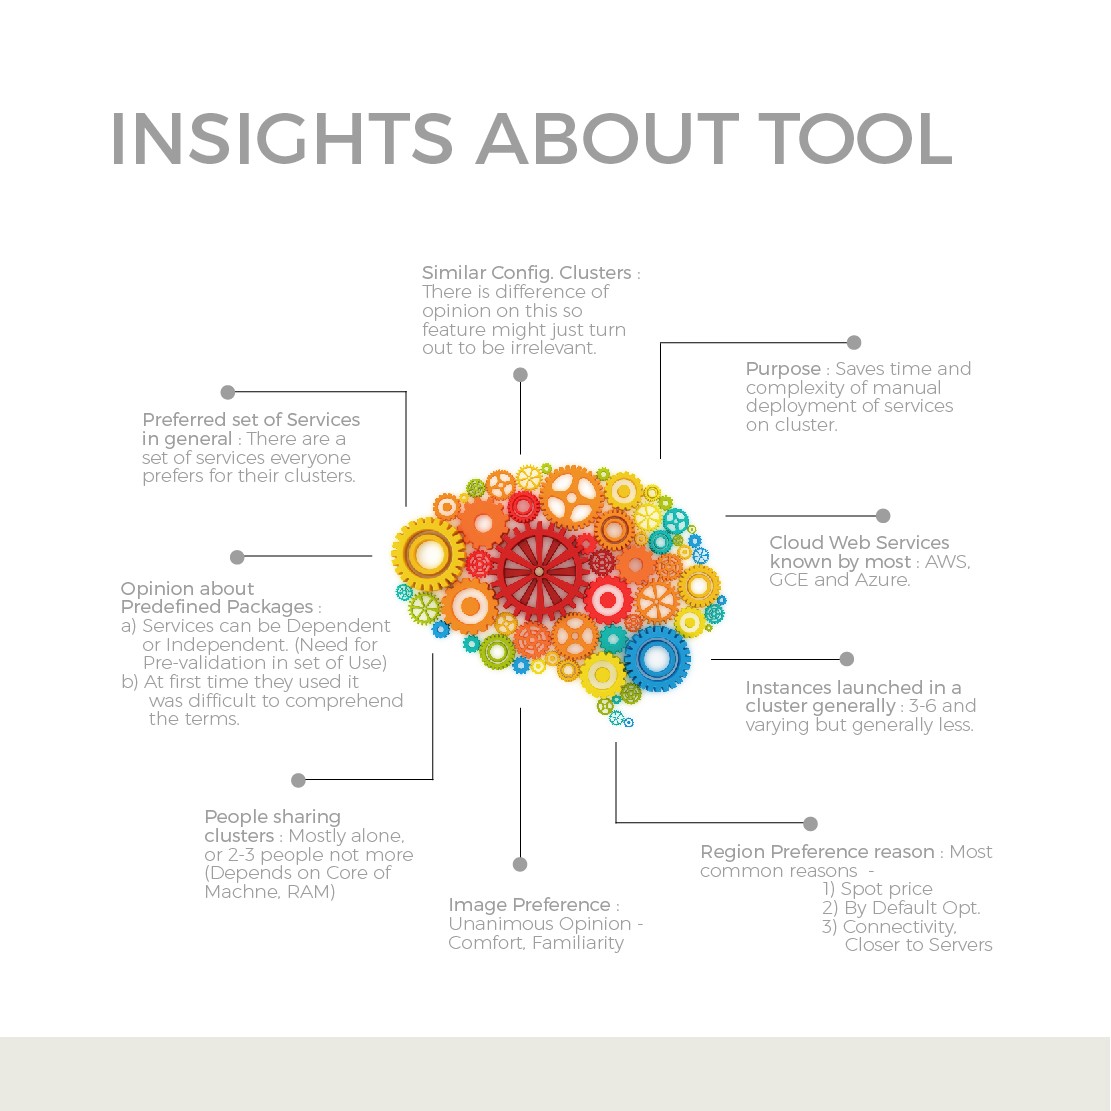 INSIGHTS ABOUT TOOL
Similar Config. Clusters :
There is difference of
opinion on this so
feature might just turn
out to be irrelevant.
Purpose : Saves time and
complexity of manual
deployment of services
on cluster.
Preferred set of Services
in general : There are a
set of services everyone
prefers for their clusters.
Cloud Web Services
known by most : AWS,
GCE and Azure.
Opinion about
Predefined Packages :
a) Services can be Dependent
or Independent. (Need for
Pre-validation in set of Use)
b) At first time they used it
was difficult to comprehend
the terms.
Instances launched in a
cluster generally : 3-6 and
varying but generally less.
People sharing
clusters : Mostly alone,
or 2-3 people not more
(Depends on Core of
Machne, RAM)
Image Preference :
Unanimous Opinion -
Comfort, Familiarity
Region Preference reason : Most
common reasons -
1) Spot price
2) By Default Opt.
3) Connectivity,
Closer to Servers